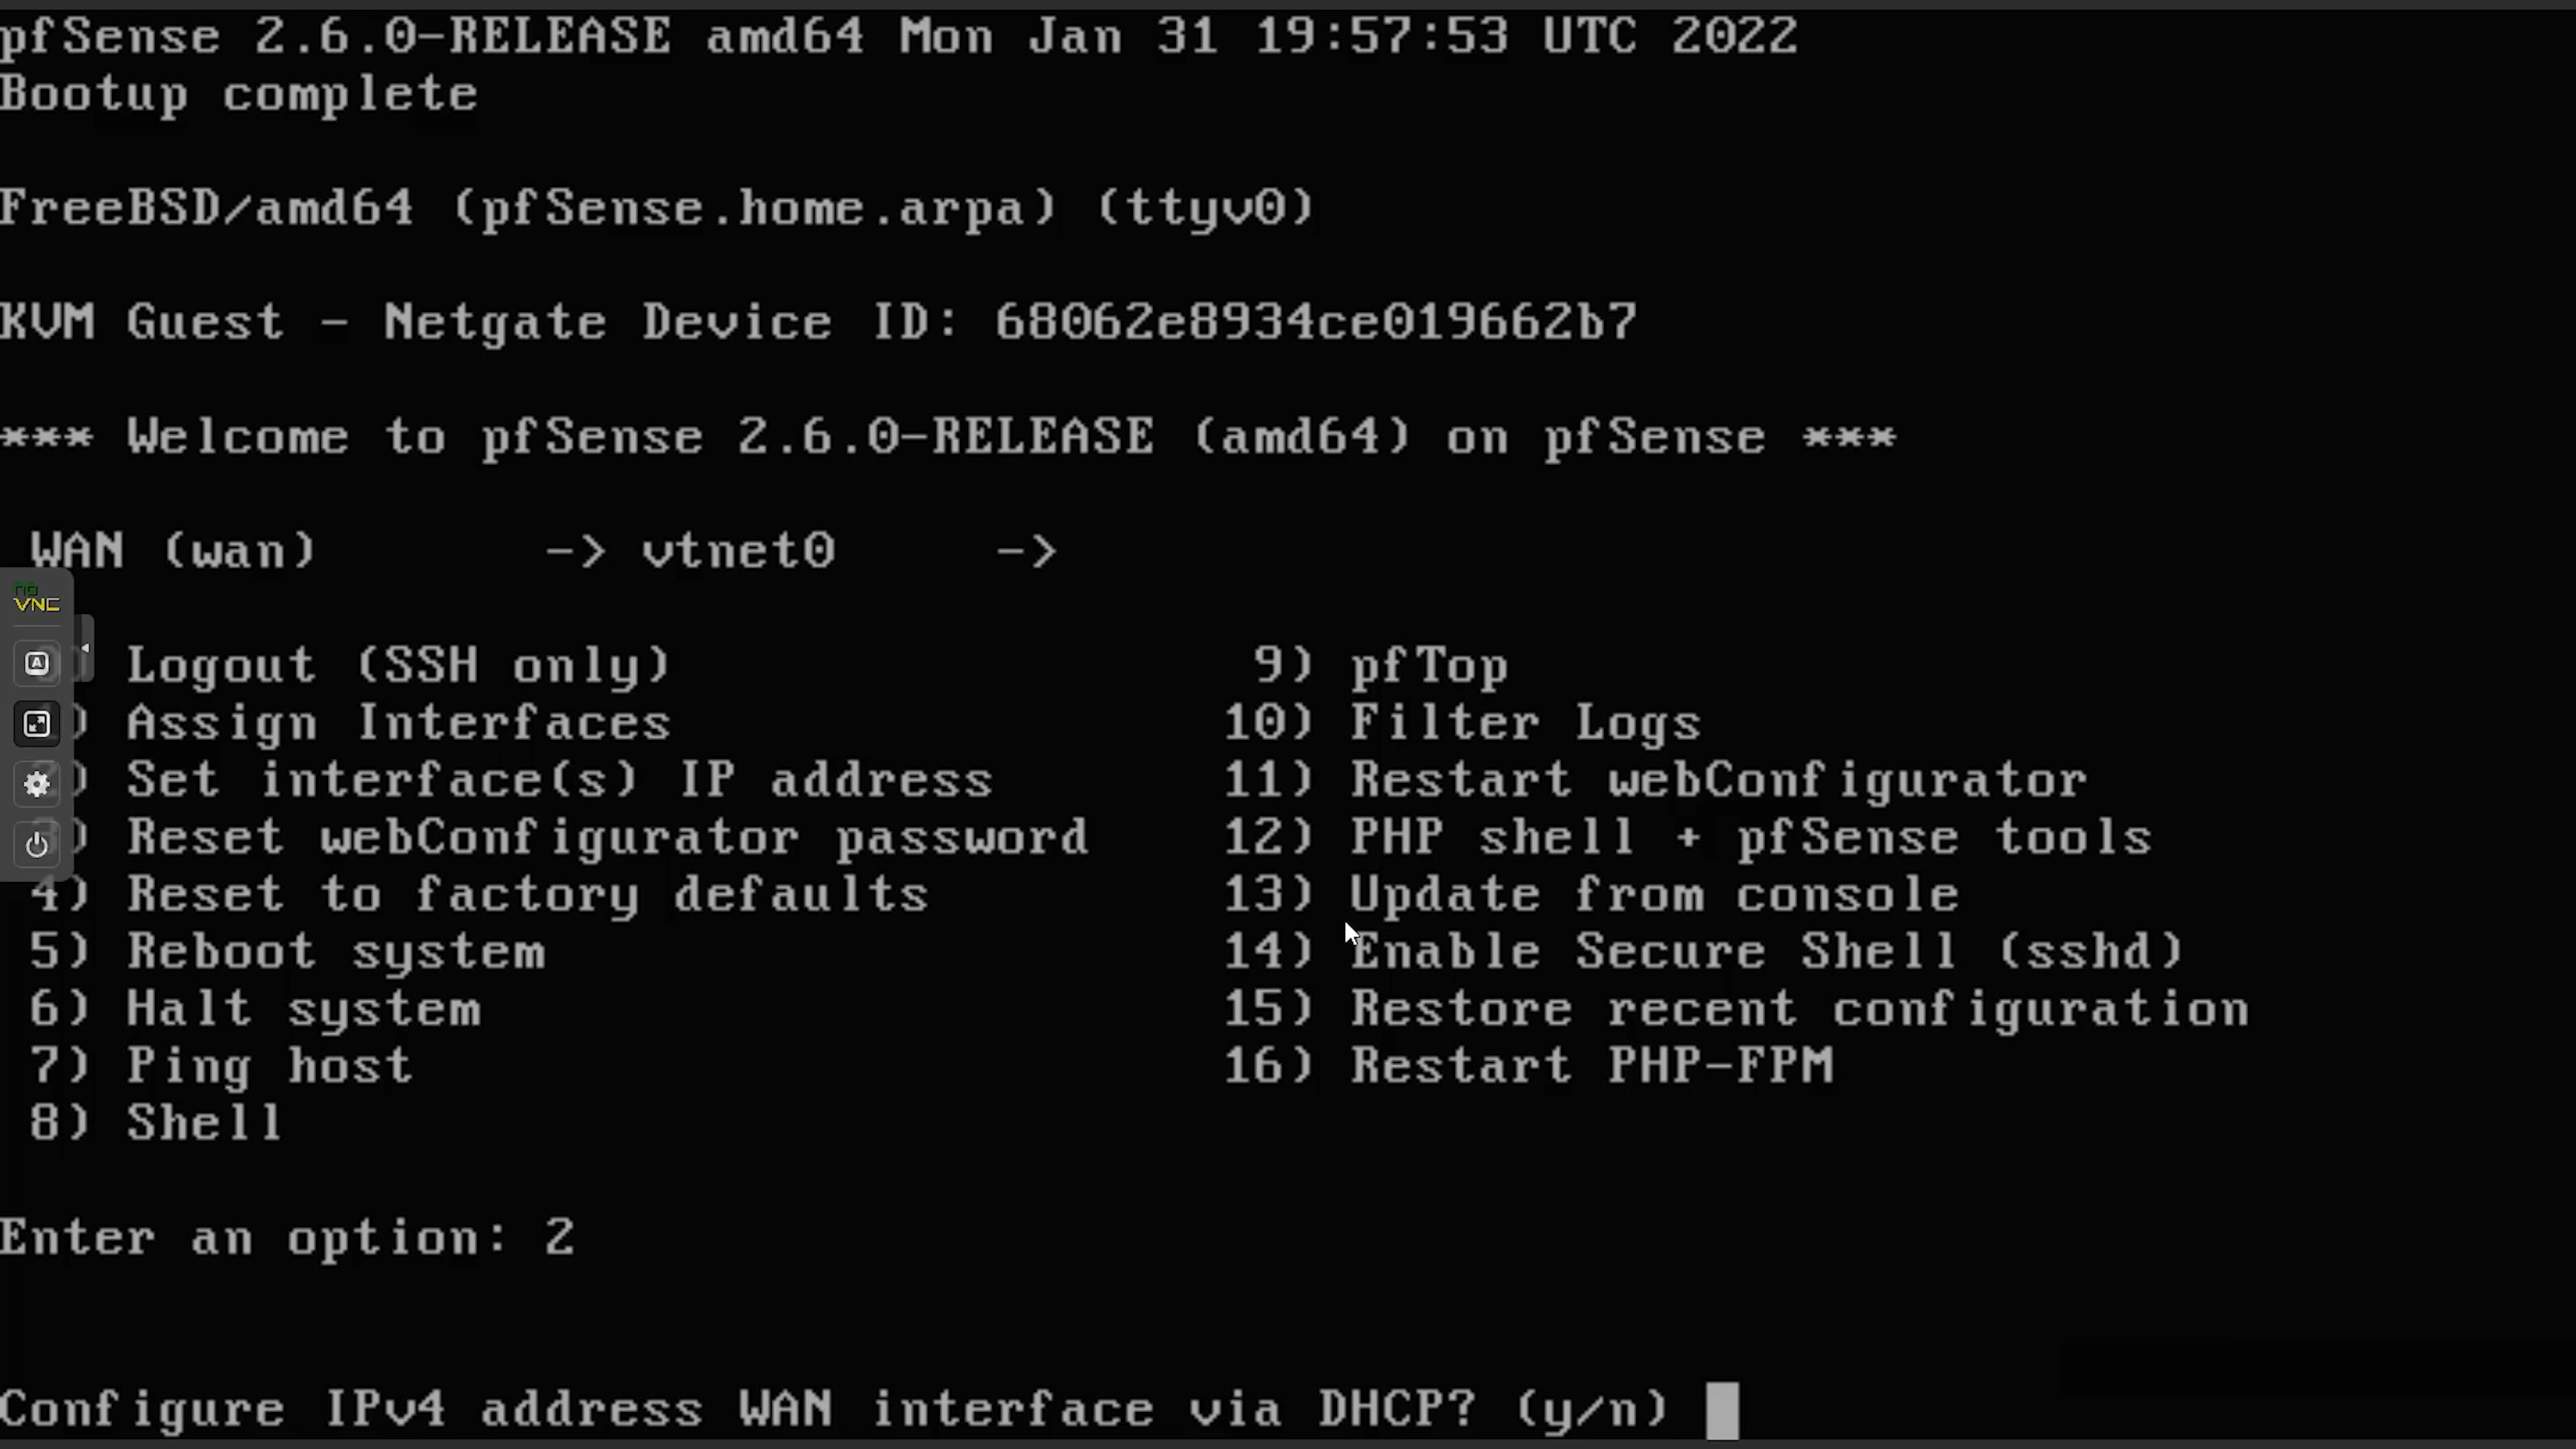 pfSense 2.6.0-RELEASE amd64 Mon Jan 31 19:57:53 UTC 2022
Bootup complete
FreeBSD/amd64 (pfSense.home.arpa) (ttyv0)
KVM Guest - Netgate Device ID: 68062e8934ce019662b7
*** Welcome to pfSense 2.6.0-RELEASE (amd64) on pfSense ***
WAN (wan) -> vtnet0 ->
no
VNC
A
) Logout (SSH only) 9) pfTop
) Assign Interfaces 10) Filter Logs
) Set interface(s) IP address 11) Restart webConfigurator
3) Reset webConfigurator password 12) PHP shell + pfSense tools
4) Reset to factory defaults 13) Update from console
5) Reboot system 14) Enable Secure Shell (sshd)
6) Halt system 15) Restore recent configuration
7) Ping host 16) Restart PHP-FPM
8) Shell
Enter an option: 2
Configure IPv4 address WAN interface via DHCP? (y/n)